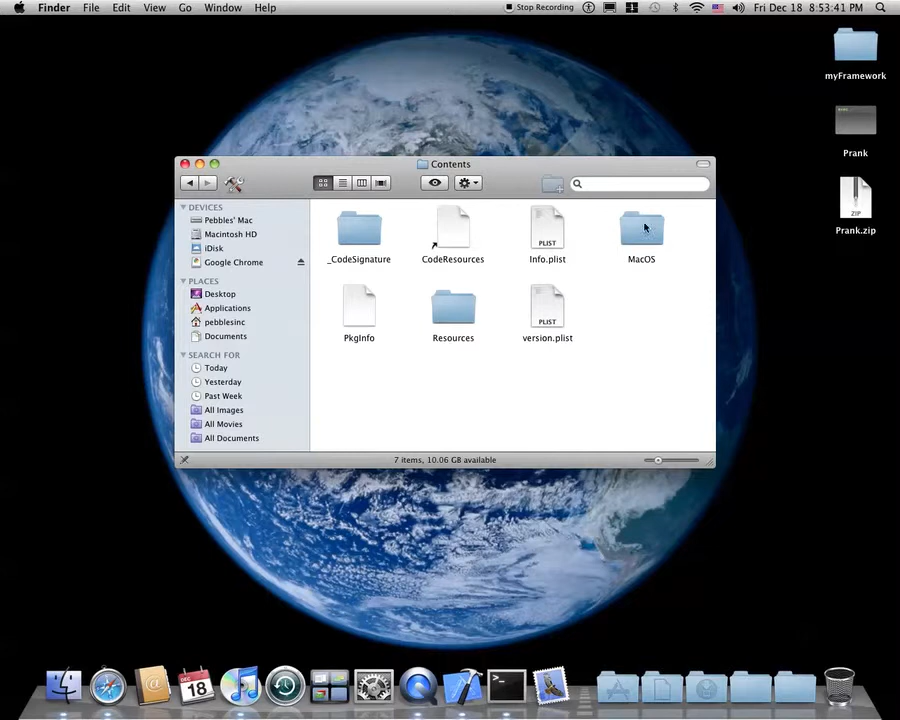 Finder File Edit View Go Window Help Stop Recording Fri Dec 18 8:53:41 PM
myFramework
Prank
ZIP
Prank.zip
Contents
DEVICES
Pebbles' Mac
Macintosh HD
iDisk
Google Chrome
PLACES
Desktop
Applications
pebblesinc
Documents
SEARCH FOR
Today
Yesterday
Past Week
All Images
All Movies
All Documents
PLIST
_CodeSignature CodeResources Info.plist MacOS
PLIST
PkgInfo Resources version.plist
7 items, 10.06 GB available
DEC
18